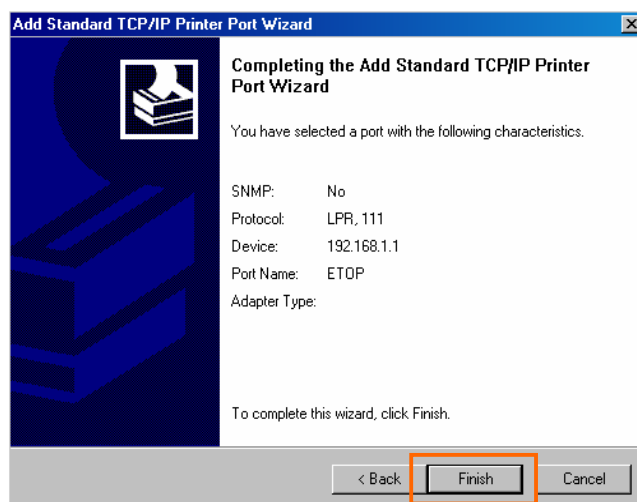 Add Standard TCP/IP Printer Port Wizard
Completing the Add Standard TCP/IP Printer
Port Wizard
You have selected a port with the following characteristics.
SNMP: No
Protocol: LPR, 111
Device: 192.168.1.1
Port Name: ETOP
Adapter Type:
To complete this wizard, click Finish.
< Back Finish Cancel